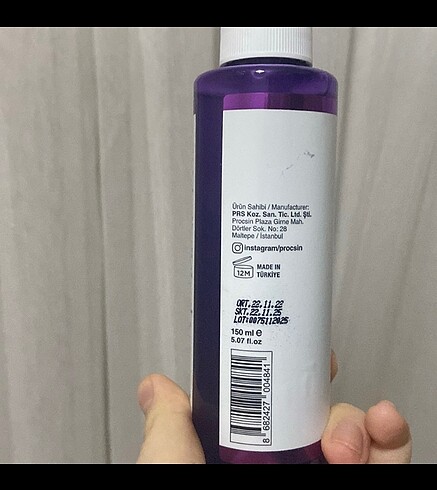 Ürün Sahibi / Manufacturer:
PRS Koz. San. Tic. Ltd. Şti.
Procsin Plaza Girne Mah.
Dörtler Sok. No: 28
Maltepe / İstanbul
instagram/procsin
12M
MADE IN
TÜRKİYE
ÜRT.22.11.22
SKT.22.11.25
LOT:0075112025
150 ml e
5.07 fl.oz
8 682427 004841